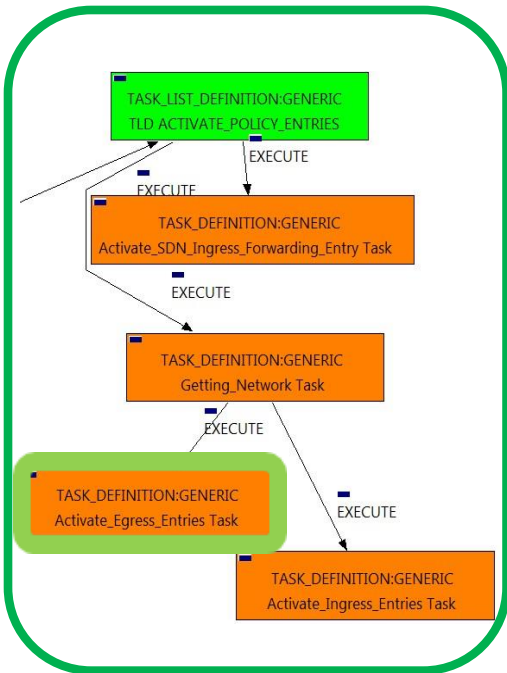 TASK_LIST_DEFINITION:GENERIC
TLD ACTIVATE_POLICY_ENTRIES
EXECUTE
EXECUTE
TASK_DEFINITION:GENERIC
Activate_SDN_Ingress_Forwarding_Entry Task
EXECUTE
TASK_DEFINITION:GENERIC
Getting_Network Task
EXECUTE
TASK_DEFINITION:GENERIC
Activate_Egress_Entries Task
EXECUTE
TASK_DEFINITION:GENERIC
Activate_Ingress_Entries Task